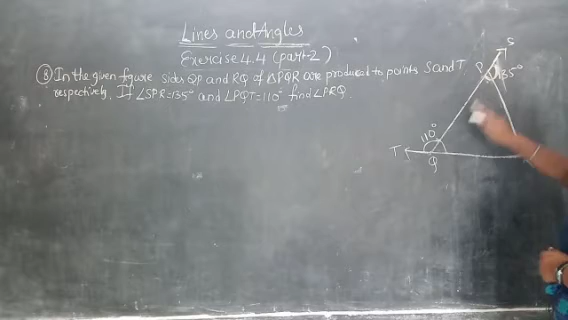 Lines and Angles
Exercise 4.4 (part-2)
⑧ In the given figure sides QP and RQ of ΔPQR are produced to points S and T
respectively. If ∠SPR=135° and ∠PQT=110° find ∠PRQ.
S
P
135°
110°
T
Q